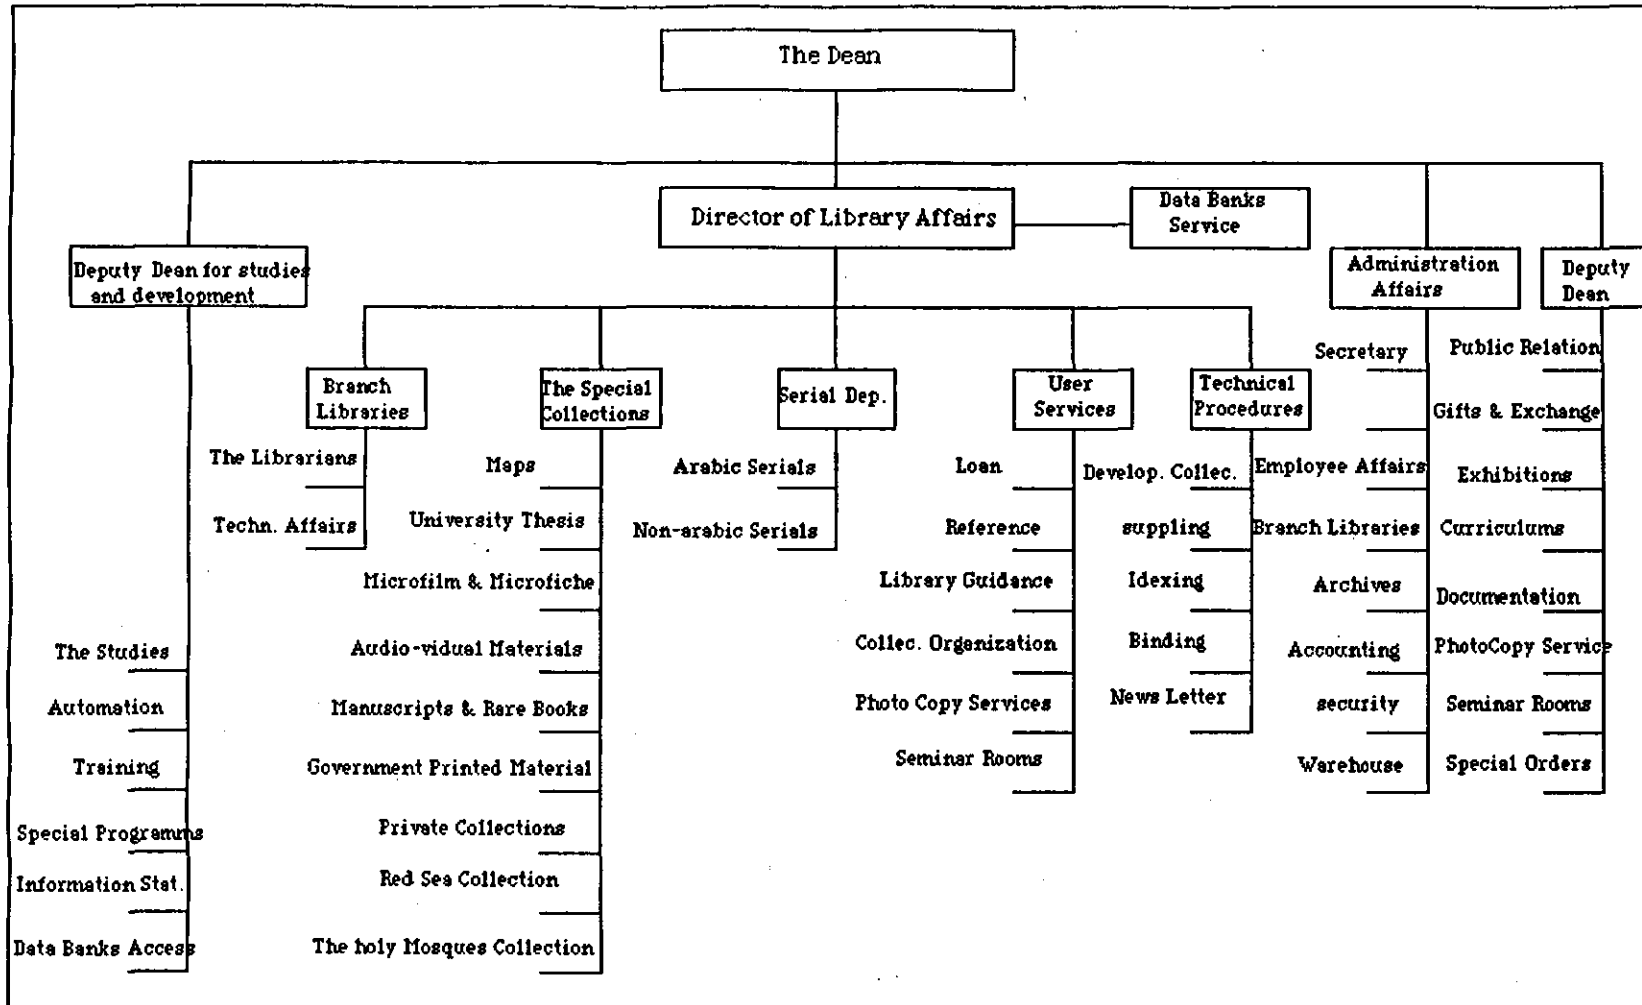 The Dean
Director of Library Affairs
Data Banks
Service
Deputy Dean for studies
and development
Administration
Affairs
Deputy
Dean
Branch
Libraries
The Special
Collections
Serial Dep.
User
Services
Technical
Procedures
The Librarians
Techn. Affairs
Maps
University Thesis
Microfilm & Microfiche
Audio-vidual Materials
Manuscripts & Rare Books
Government Printed Material
Private Collections
Red Sea Collection
The holy Mosques Collection
Arabic Serials
Non-arabic Serials
Loan
Reference
Library Guidance
Collec. Organization
Photo Copy Services
Seminar Rooms
Develop. Collec.
suppling
Idexing
Binding
News Letter
Secretary
Employee Affairs
Branch Libraries
Archives
Accounting
security
Warehouse
Public Relation
Gifts & Exchange
Exhibitions
Curriculums
Documentation
PhotoCopy Service
Seminar Rooms
Special Orders
The Studies
Automation
Training
Special Programms
Information Stat.
Data Banks Access